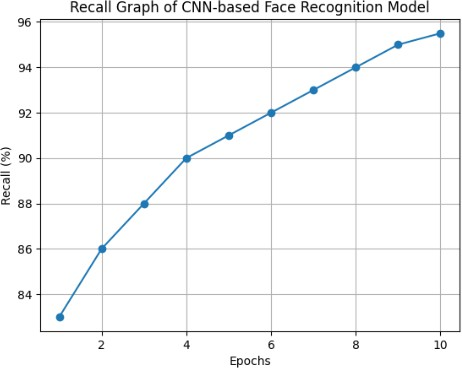 Recall Graph of CNN-based Face Recognition Model
96
94
92
90
88
86
84
Recall (%)
2 4 6 8 10
Epochs